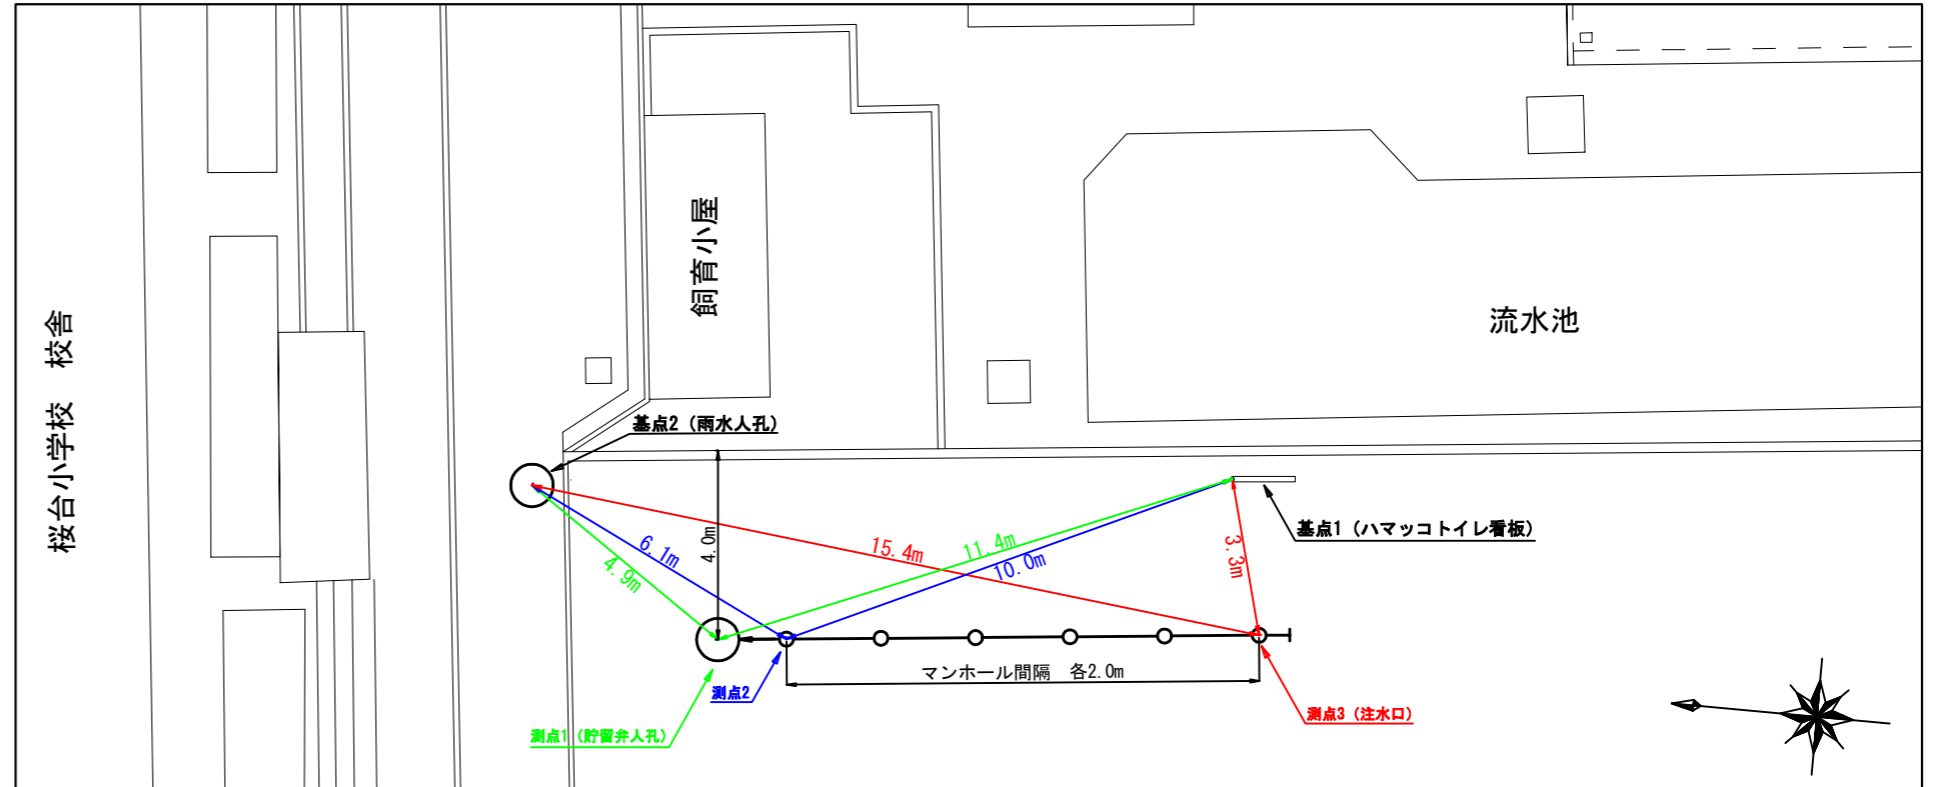 桜台小学校 校舎
飼育小屋
流水池
基点2 (雨水人孔)
基点1 (ハマッコトイレ看板)
6.1m
4.9m
4.0m
15.4m
11.4m
10.0m
3.3m
マンホール間隔 各2.0m
測点2
測点3 (注水口)
測点1 (貯留弁人孔)